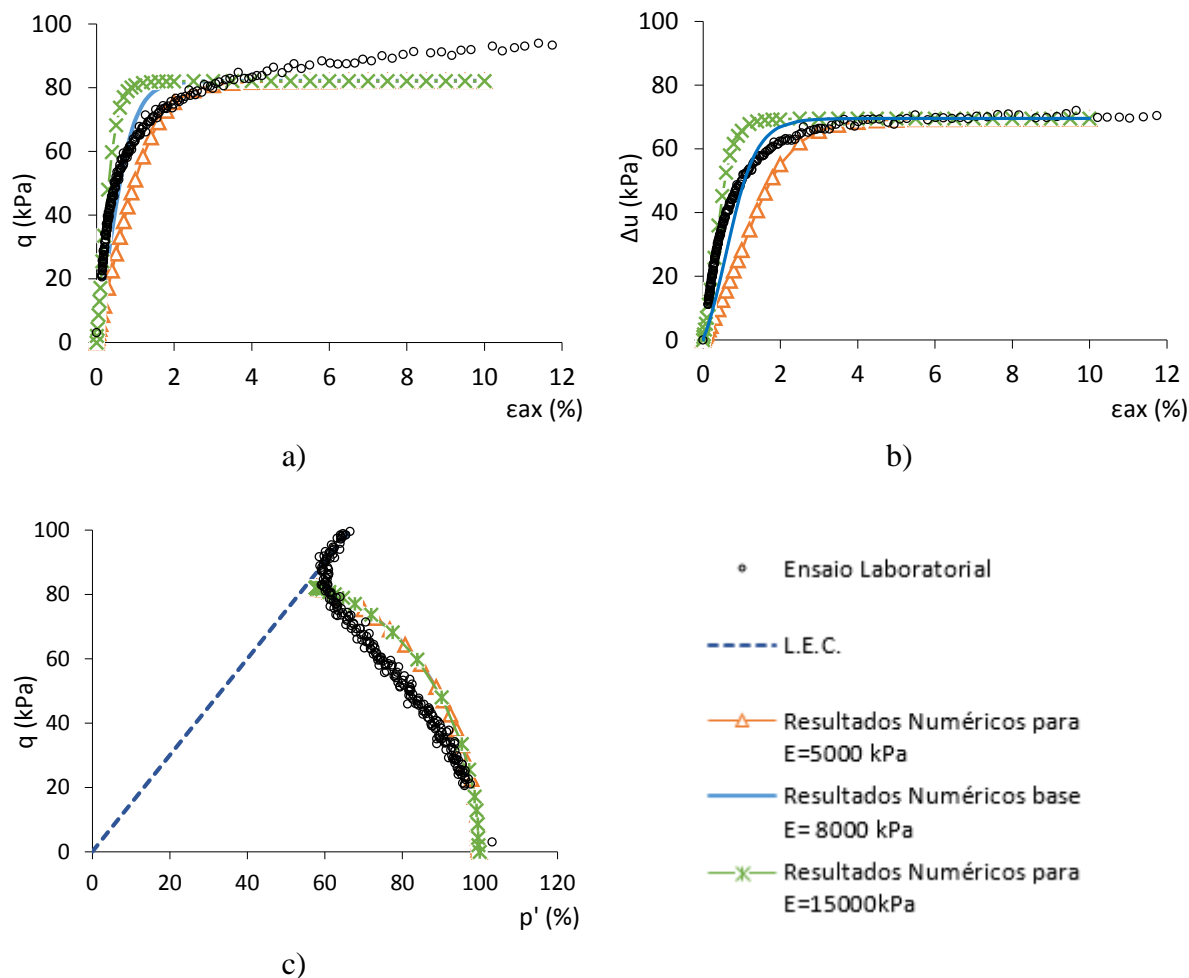 100
80
60
40
20
0
q (kPa)
0 2 4 6 8 10 12
εax (%)
a)
100
80
60
40
20
0
Δu (kPa)
0 2 4 6 8 10 12
εax (%)
b)
100
80
60
40
20
0
q (kPa)
0 20 40 60 80 100 120
p' (%)
c)
Ensaio Laboratorial
L.E.C.
Resultados Numéricos para
E=5000 kPa
Resultados Numéricos base
E= 8000 kPa
Resultados Numéricos para
E=15000kPa